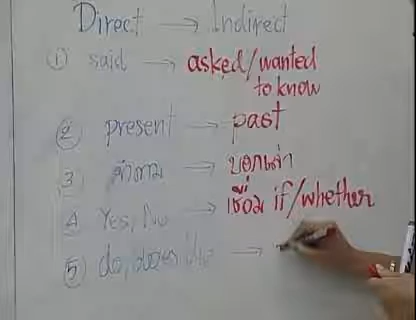 Direct → Indirect
① said → asked/wanted
to know
② present → past
3 คำถาม → บอกเล่า
4 Yes, No → เชื่อม if/whether
⑤ do, does, →